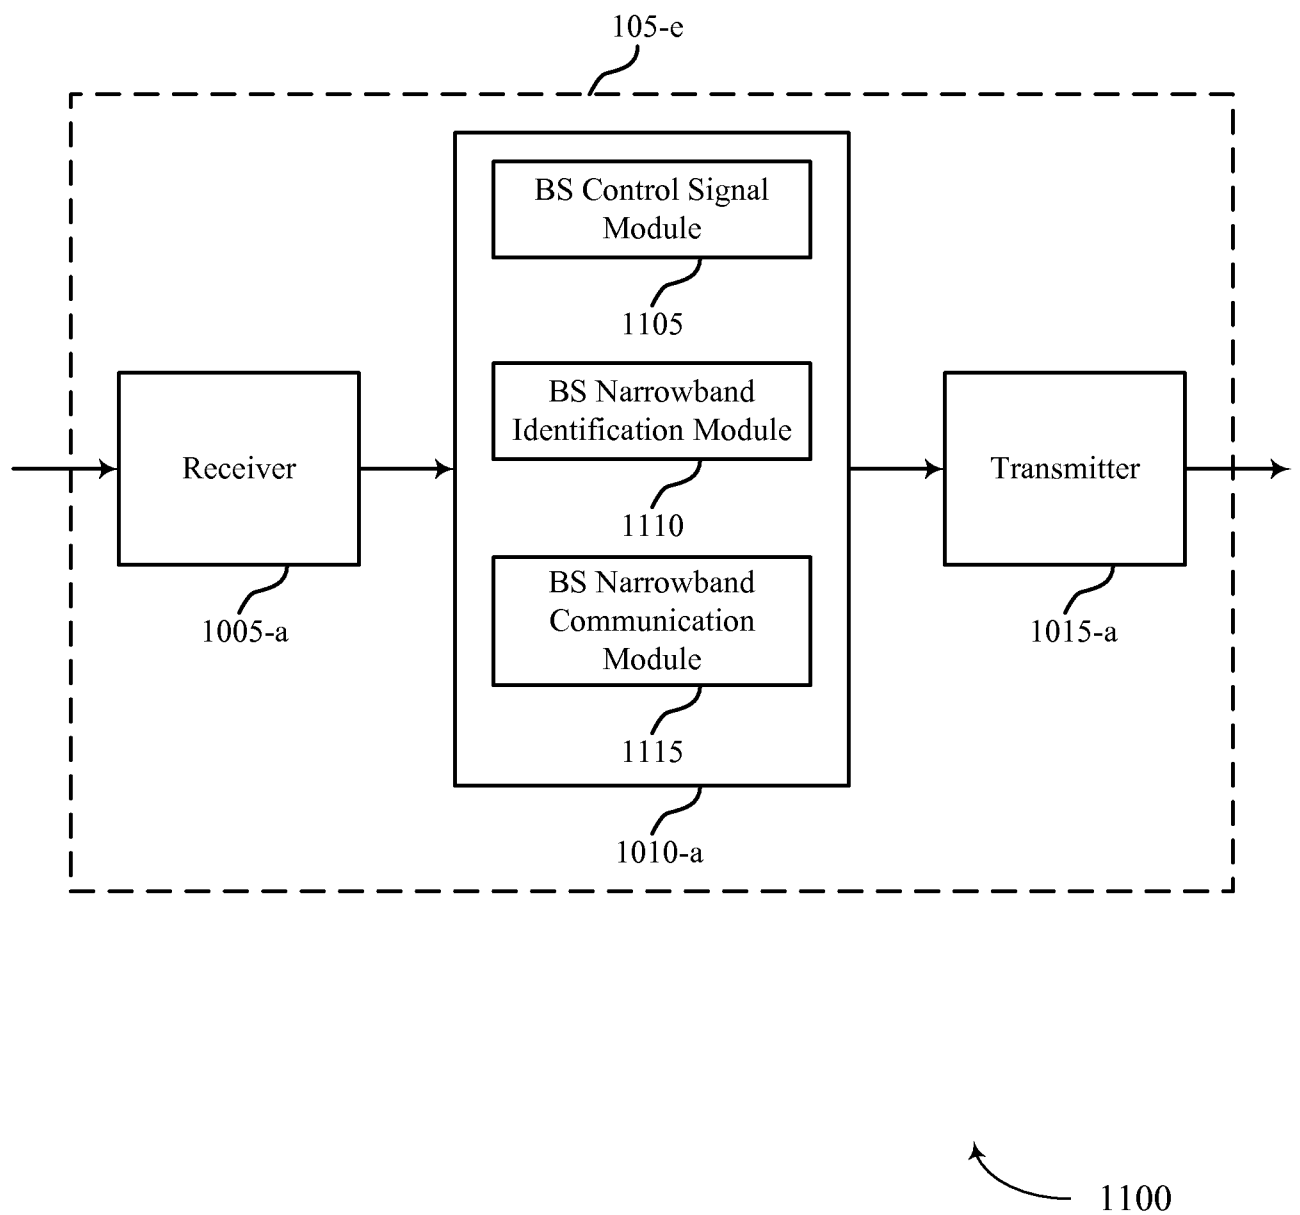 105-e
BS Control Signal
Module
1105
BS Narrowband
Identification Module
1110
BS Narrowband
Communication
Module
1115
1010-a
Receiver
1005-a
Transmitter
1015-a
1100